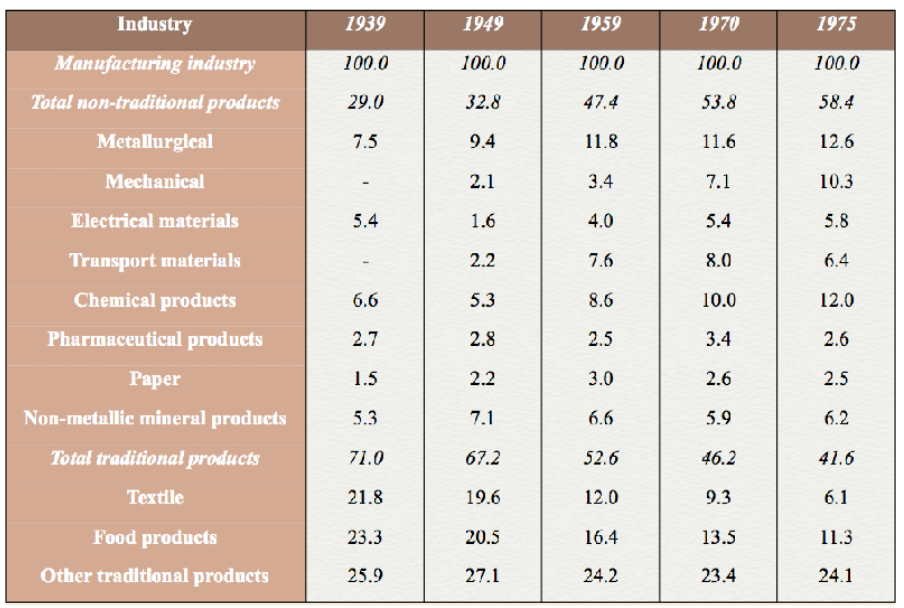 Industry 1939 1949 1959 1970 1975
Manufacturing industry 100.0 100.0 100.0 100.0 100.0
Total non-traditional products 29.0 32.8 47.4 53.8 58.4
Metallurgical 7.5 9.4 11.8 11.6 12.6
Mechanical - 2.1 3.4 7.1 10.3
Electrical materials 5.4 1.6 4.0 5.4 5.8
Transport materials - 2.2 7.6 8.0 6.4
Chemical products 6.6 5.3 8.6 10.0 12.0
Pharmaceutical products 2.7 2.8 2.5 3.4 2.6
Paper 1.5 2.2 3.0 2.6 2.5
Non-metallic mineral products 5.3 7.1 6.6 5.9 6.2
Total traditional products 71.0 67.2 52.6 46.2 41.6
Textile 21.8 19.6 12.0 9.3 6.1
Food products 23.3 20.5 16.4 13.5 11.3
Other traditional products 25.9 27.1 24.2 23.4 24.1